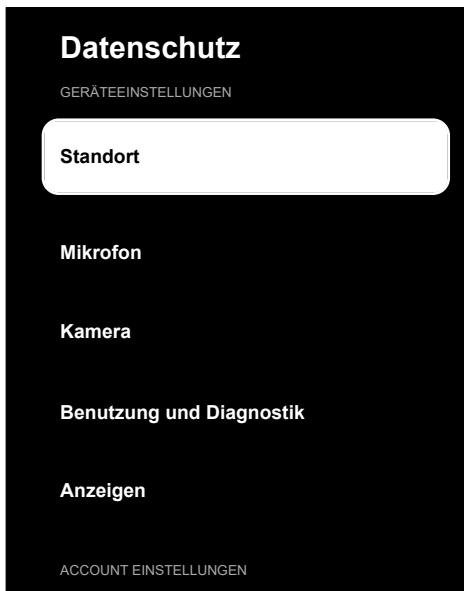 Datenschutz
GERÄTEEINSTELLUNGEN
Standort
Mikrofon
Kamera
Benutzung und Diagnostik
Anzeigen
ACCOUNT EINSTELLUNGEN